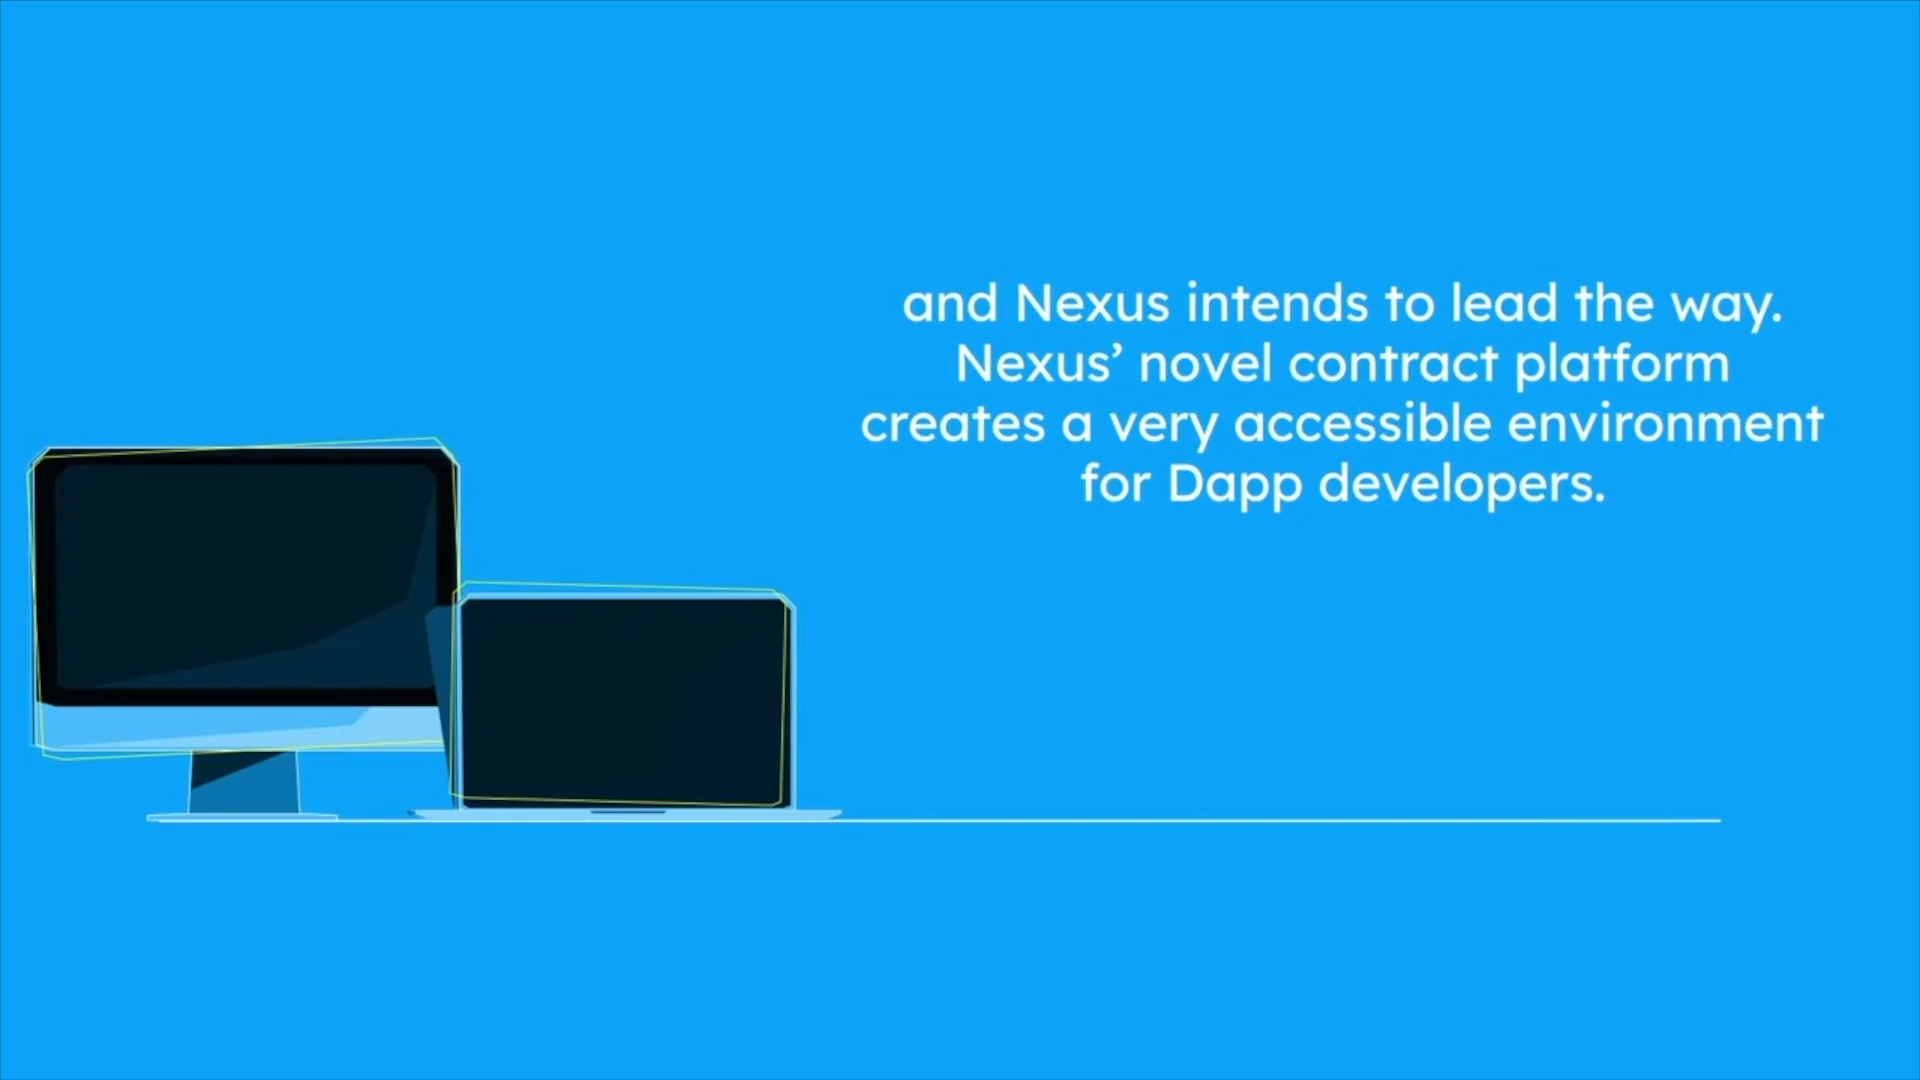 and Nexus intends to lead the way.
Nexus’ novel contract platform
creates a very accessible environment
for Dapp developers.